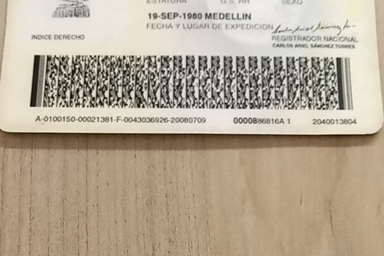 ESTATURA G.S. RH SEXO
19-SEP-1980 MEDELLIN
FECHA Y LUGAR DE EXPEDICION
INDICE DERECHO
REGISTRADOR NACIONAL
CARLOS ARIEL SÁNCHEZ TORRES
A-0100150-00021381-F-0043036926-20080709 0000886816A 1 2040013804